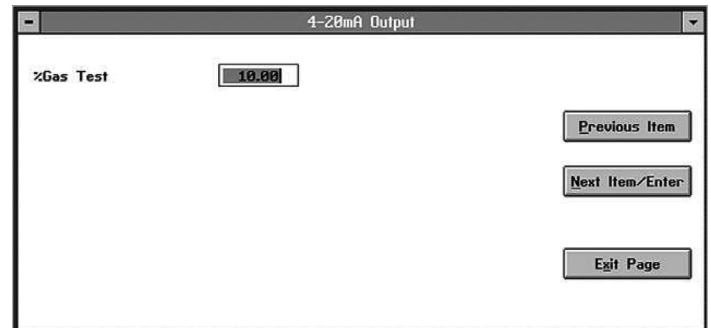 4-20mA Output
%Gas Test 10.00
Previous Item
Next Item/Enter
Exit Page